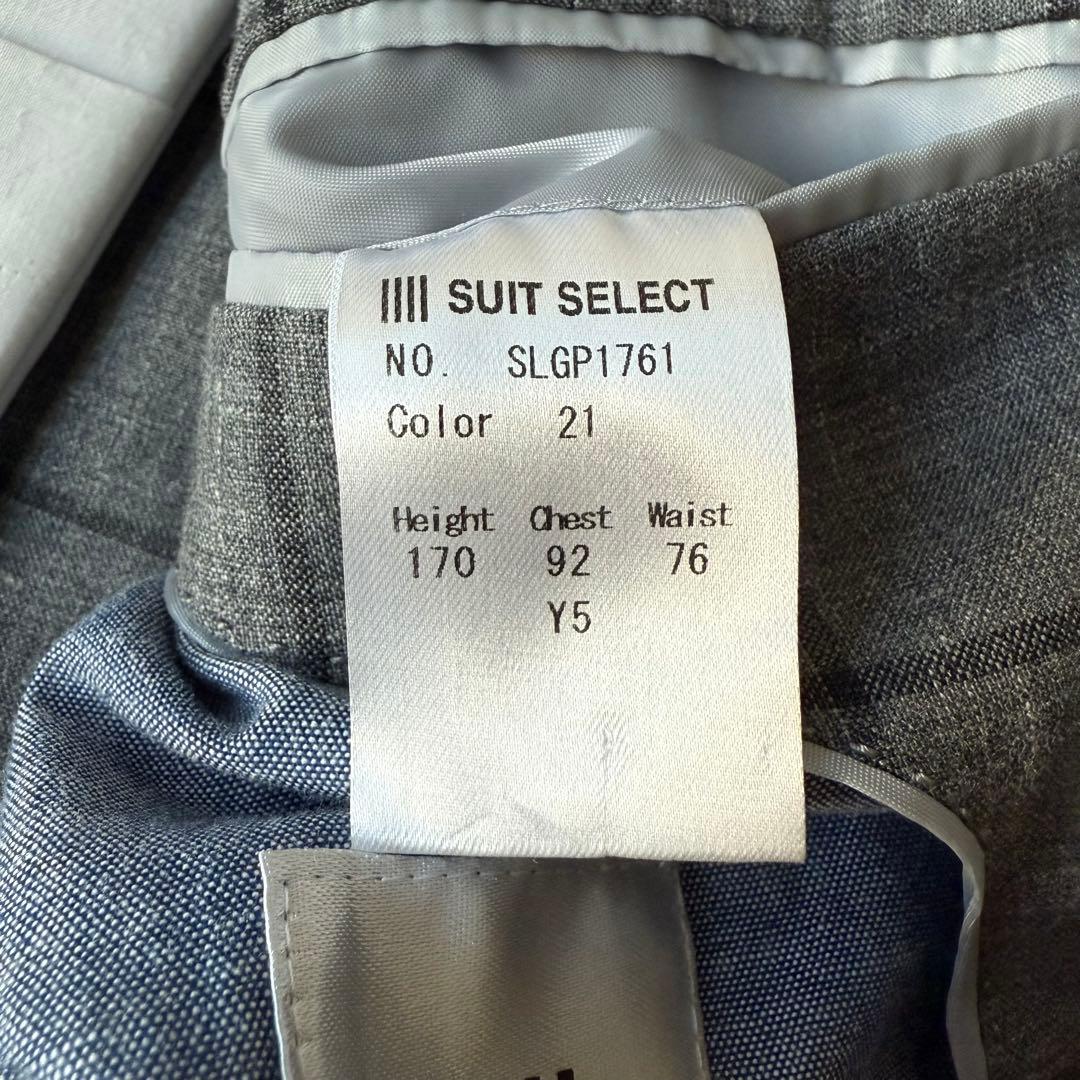 SUIT SELECT
NO. SLGP1761
Color 21
Height Chest Waist
170 92 76
Y5